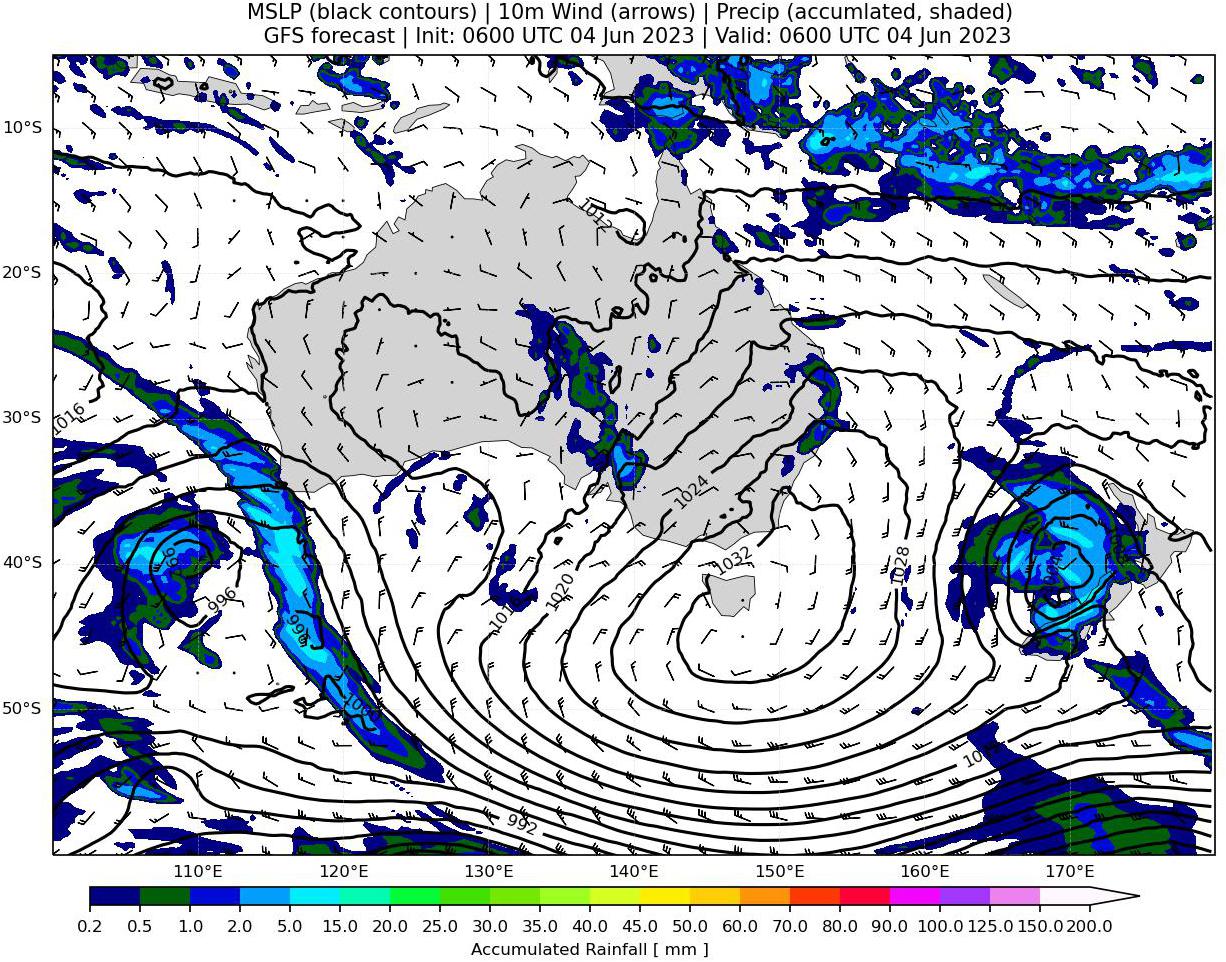 MSLP (black contours) | 10m Wind (arrows) | Precip (accumlated, shaded)
GFS forecast | Init: 0600 UTC 04 Jun 2023 | Valid: 0600 UTC 04 Jun 2023
10°S
1012
20°S
30°S
1016
1024
1032
1028
40°S
996
1020
1016
996
50°S
1000
992
110°E 120°E 130°E 140°E 150°E 160°E 170°E
0.2 0.5 1.0 2.0 5.0 10.0 15.0 20.0 25.0 30.0 35.0 40.0 45.0 50.0 60.0 70.0 80.0 90.0 100.0 125.0 150.0 200.0
Accumulated Rainfall [ mm ]